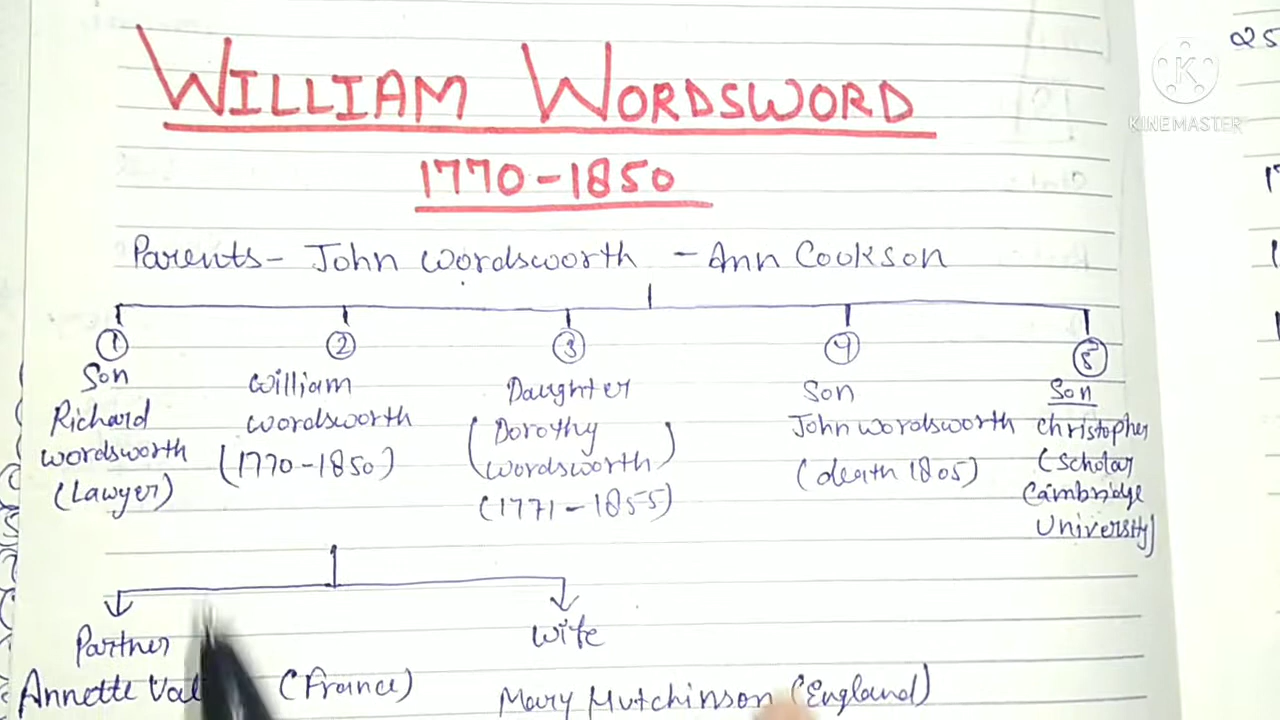 WILLIAM WORDSWORD
1770-1850
Parents- John Wordsworth - Ann Cookson
① ② ③ ④ ⑤
Son William Daughter Son Son
Richard Wordsworth (Dorothy John Wordsworth Christopher
Wordsworth (1770-1850) Wordsworth) (death 1805) (Scholar
(Lawyer) (1771-1855) Cambridge
University)
Partner Wife
Annette (France) Mary Hutchinson (England)
K
KINEMASTER